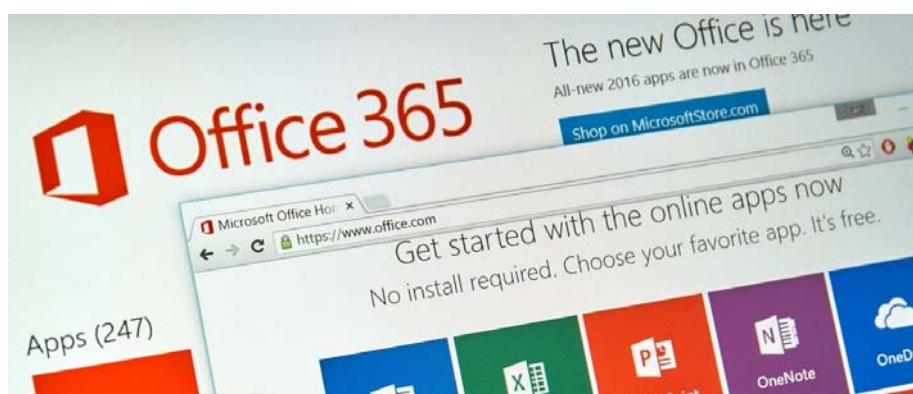 The new Office is here
All-new 2016 apps are now in Office 365
Shop on MicrosoftStore.com
Office 365
Microsoft Office Hor
https://www.office.com
Get started with the online apps now
No install required. Choose your favorite app. It's free.
Apps (247)
X
P
N
OneNote
OneD